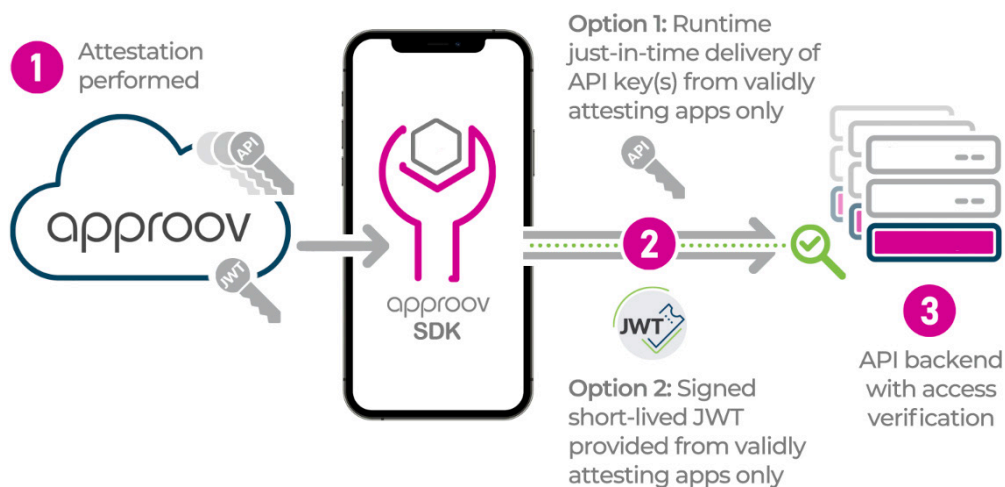 1
Attestation
performed
API
approov
JWT
approov
SDK
Option 1: Runtime
just-in-time delivery of
API key(s) from validly
attesting apps only
API
2
JWT
Option 2: Signed
short-lived JWT
provided from validly
attesting apps only
3
API backend
with access
verification